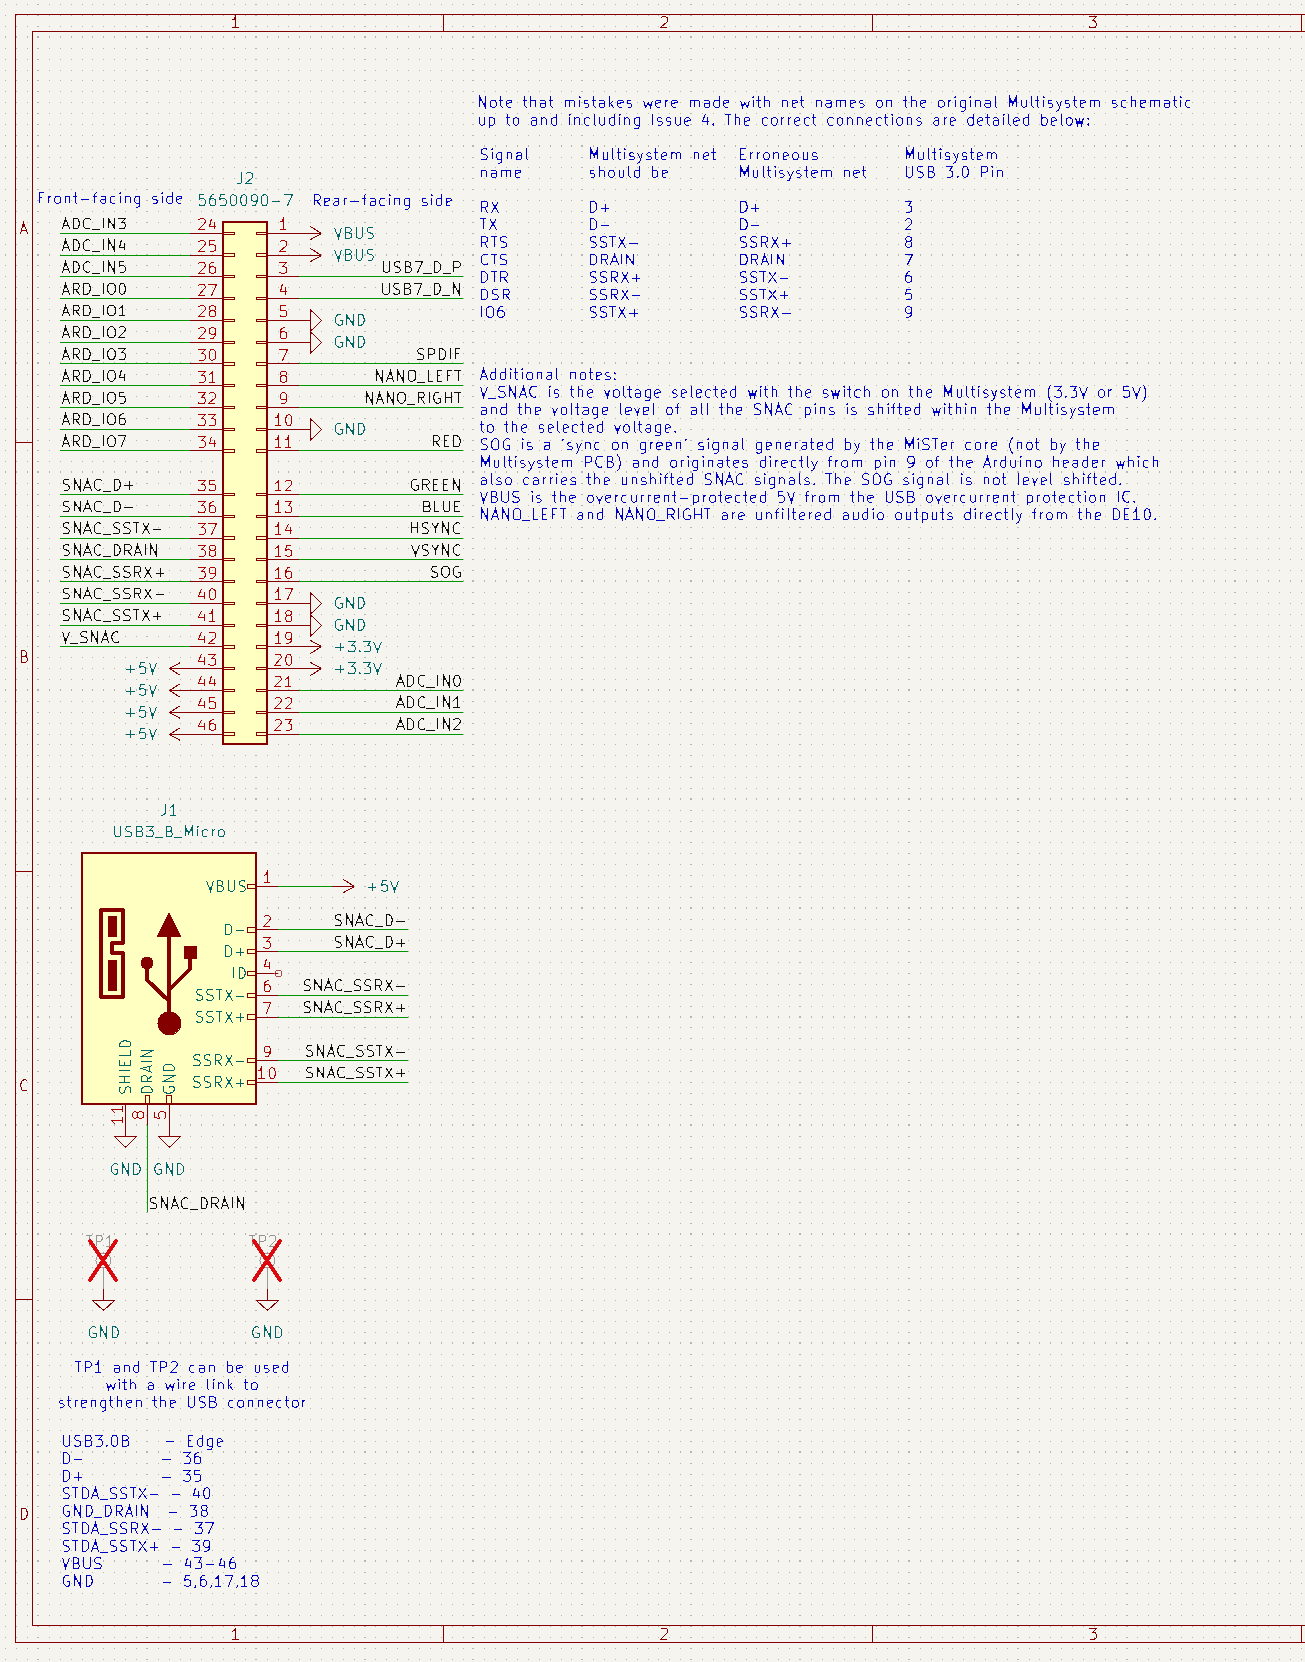 1 2 3
Note that mistakes were made with net names on the original Multisystem schematic
up to and including Issue 4. The correct connections are detailed below:
Signal Multisystem net Erroneous Multisystem
name should be Multisystem net USB 3.0 Pin
RX D+ D+ 3
TX D- D- 2
RTS SSTX- SSRX+ 8
CTS DRAIN DRAIN 7
DTR SSRX+ SSTX- 6
DSR SSRX- SSTX+ 5
IO6 SSTX+ SSRX- 9
Additional notes:
V_SNAC is the voltage selected with the switch on the Multisystem (3.3V or 5V)
and the voltage level of all the SNAC pins is shifted within the Multisystem
to the selected voltage.
SOG is a 'sync on green' signal generated by the MiSTer core (not by the
Multisystem PCB) and originates directly from pin 9 of the Arduino header which
also carries the unshifted SNAC signals. The SOG signal is not level shifted.
VBUS is the overcurrent-protected 5V from the USB overcurrent protection IC.
NANO_LEFT and NANO_RIGHT are unfiltered audio outputs directly from the DE10.
J2
Front-facing side 5650090-7 Rear-facing side
A
ADC_IN3 24 1 VBUS
ADC_IN4 25 2 VBUS
ADC_IN5 26 3 USB7_D_P
ARD_IO0 27 4 USB7_D_N
ARD_IO1 28 5 GND
ARD_IO2 29 6 GND
ARD_IO3 30 7 SPDIF
ARD_IO4 31 8 NANO_LEFT
ARD_IO5 32 9 NANO_RIGHT
ARD_IO6 33 10 GND
ARD_IO7 34 11 RED
SNAC_D+ 35 12 GREEN
SNAC_D- 36 13 BLUE
SNAC_SSTX- 37 14 HSYNC
SNAC_DRAIN 38 15 VSYNC
SNAC_SSRX+ 39 16 SOG
SNAC_SSRX- 40 17 GND
SNAC_SSTX+ 41 18 GND
V_SNAC 42 19 +3.3V
B
+5V 43 20 +3.3V
+5V 44 21 ADC_IN0
+5V 45 22 ADC_IN1
+5V 46 23 ADC_IN2
J1
USB3_B_Micro
VBUS 1 +5V
D- 2 SNAC_D-
D+ 3 SNAC_D+
ID 4
SSTX- 6 SNAC_SSRX-
SSTX+ 7 SNAC_SSRX+
SSRX- 9 SNAC_SSTX-
SSRX+ 10 SNAC_SSTX+
C
SHIELD DRAIN GND
11 8 5
GND GND
SNAC_DRAIN
TP1 TP2
GND GND
TP1 and TP2 can be used
with a wire link to
strengthen the USB connector
USB3.0B - Edge
D- - 36
D+ - 35
STDA_SSTX- - 40
D
GND_DRAIN - 38
STDA_SSRX- - 37
STDA_SSTX+ - 39
VBUS - 43-46
GND - 5,6,17,18
1 2 3